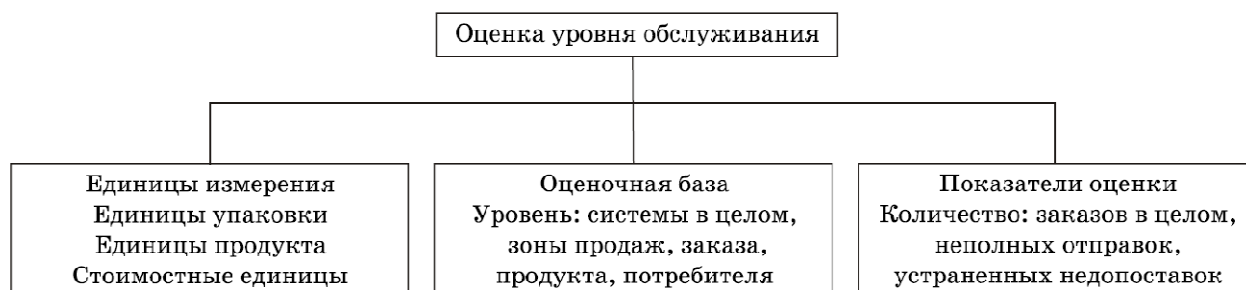 Оценка уровня обслуживания
Единицы измерения
Единицы упаковки
Единицы продукта
Стоимостные единицы
Оценочная база
Уровень: системы в целом,
зоны продаж, заказа,
продукта, потребителя
Показатели оценки
Количество: заказов в целом,
неполных отправок,
устраненных недопоставок